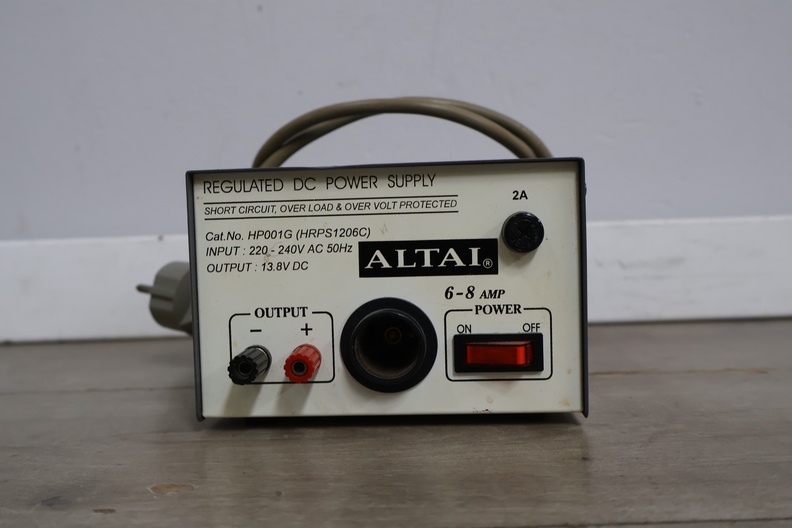 REGULATED DC POWER SUPPLY
SHORT CIRCUIT, OVER LOAD & OVER VOLT PROTECTED
2A
Cat.No. HP001G (HRPS1206C)
INPUT : 220 - 240V AC 50Hz
OUTPUT : 13.8V DC
ALTAI®
6-8 AMP
OUTPUT
- +
POWER
ON OFF